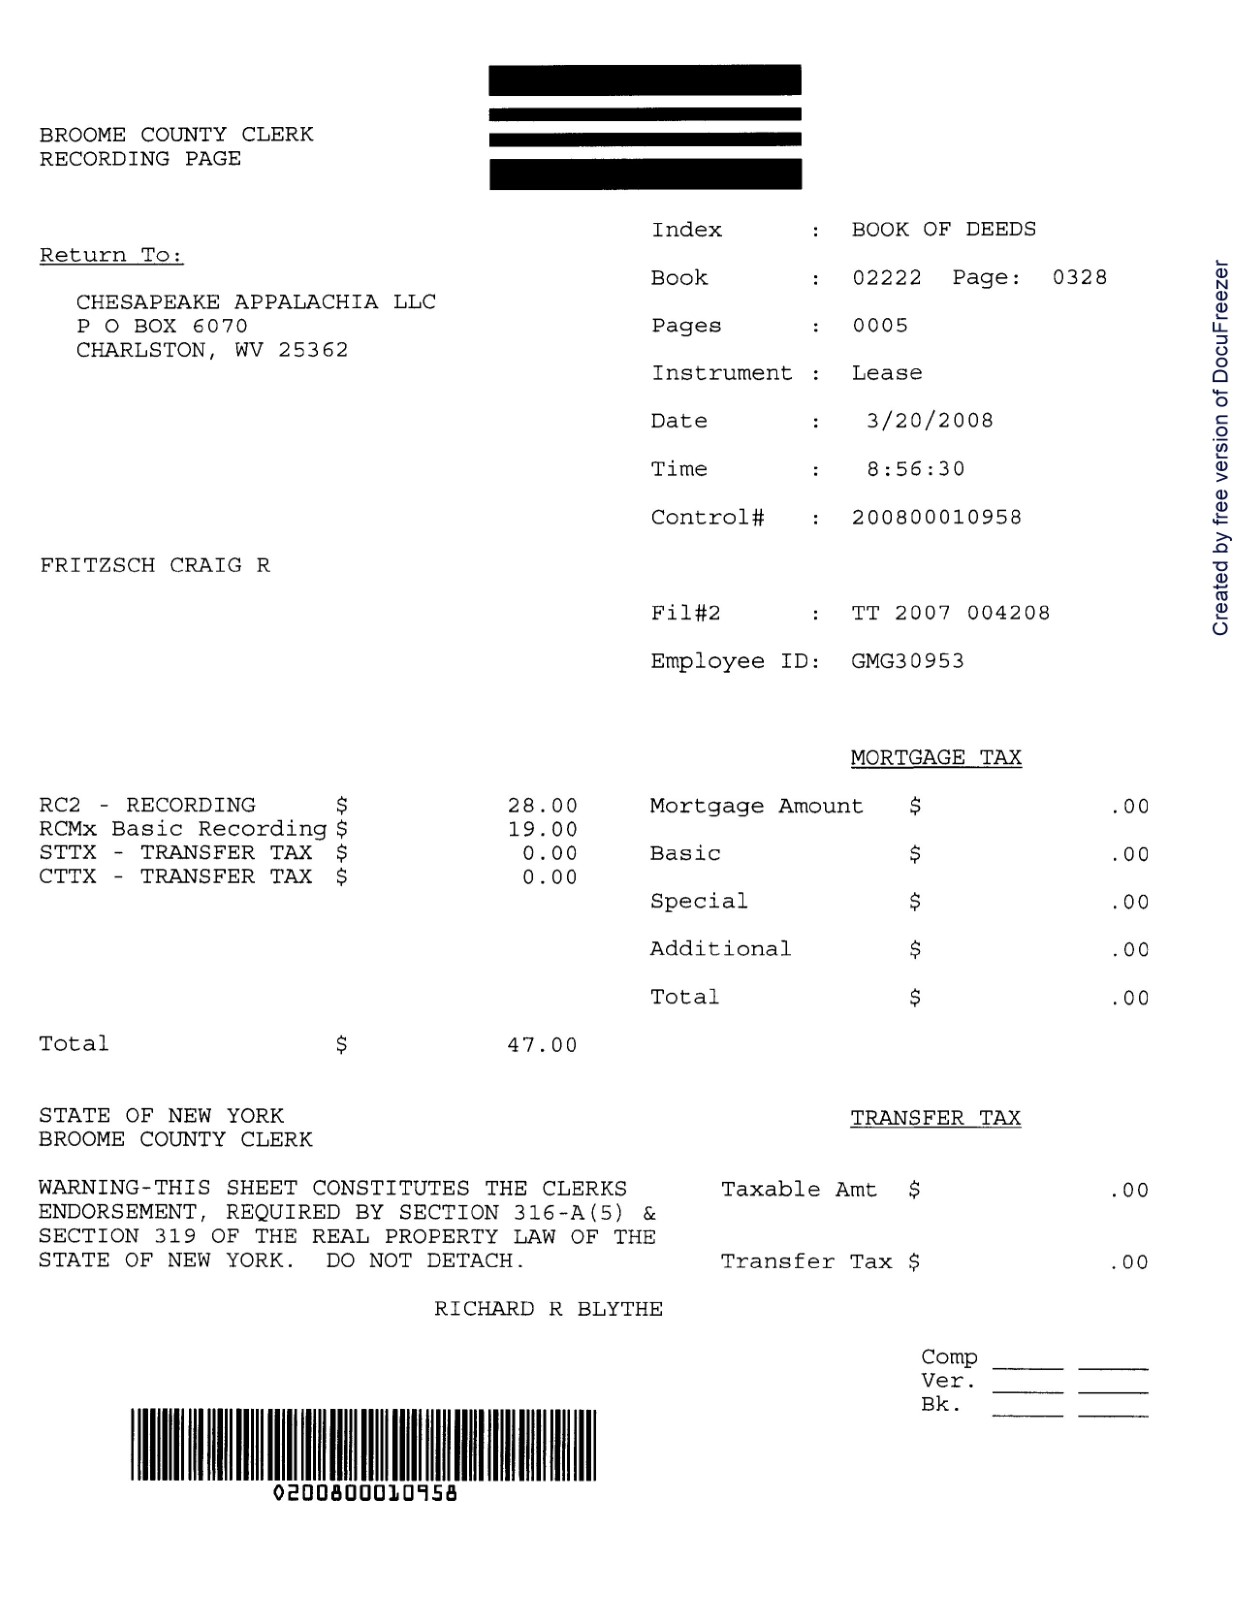 BROOME COUNTY CLERK
RECORDING PAGE
Return To:
CHESAPEAKE APPALACHIA LLC
P O BOX 6070
CHARLSTON, WV 25362
Index : BOOK OF DEEDS
Book : 02222 Page: 0328
Pages : 0005
Instrument : Lease
Date : 3/20/2008
Time : 8:56:30
Control# : 200800010958
FRITZSCH CRAIG R
Fil#2 : TT 2007 004208
Employee ID: GMG30953
MORTGAGE TAX
RC2 - RECORDING $ 28.00
RCMx Basic Recording $ 19.00
STTX - TRANSFER TAX $ 0.00
CTTX - TRANSFER TAX $ 0.00
Mortgage Amount $ .00
Basic $ .00
Special $ .00
Additional $ .00
Total $ .00
Total $ 47.00
STATE OF NEW YORK
BROOME COUNTY CLERK
WARNING-THIS SHEET CONSTITUTES THE CLERKS
ENDORSEMENT, REQUIRED BY SECTION 316-A(5) &
SECTION 319 OF THE REAL PROPERTY LAW OF THE
STATE OF NEW YORK. DO NOT DETACH.
TRANSFER TAX
Taxable Amt $ .00
Transfer Tax $ .00
RICHARD R BLYTHE
Comp
Ver.
Bk.
0200800010958
Created by free version of DocuFreezer